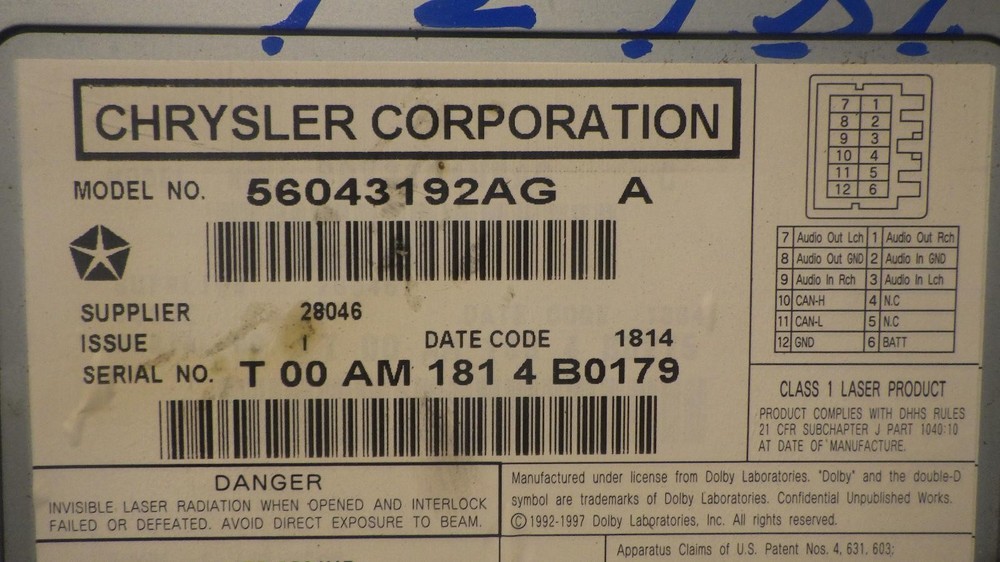 CHRYSLER CORPORATION
MODEL NO. 56043192AG A
SUPPLIER 28046
ISSUE I DATE CODE 1814
SERIAL NO. T 00 AM 181 4 B0179
7 1
8 2
9 3
10 4
11 5
12 6
7 Audio Out Lch 1 Audio Out Rch
8 Audio Out GND 2 Audio In GND
9 Audio In Rch 3 Audio In Lch
10 CAN-H 4 N.C
11 CAN-L 5 N.C
12 GND 6 BATT
CLASS 1 LASER PRODUCT
PRODUCT COMPLIES WITH DHHS RULES
21 CFR SUBCHAPTER J PART 1040:10
AT DATE OF MANUFACTURE.
DANGER
INVISIBLE LASER RADIATION WHEN OPENED AND INTERLOCK
FAILED OR DEFEATED. AVOID DIRECT EXPOSURE TO BEAM.
Manufactured under license from Dolby Laboratories. "Dolby" and the double-D
symbol are trademarks of Dolby Laboratories. Confidential Unpublished Works.
©1992-1997 Dolby Laboratories, Inc. All rights reserved.
Apparatus Claims of U.S. Patent Nos. 4, 631. 603;